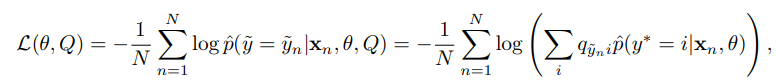 $$\mathcal{L}(\theta, Q) = -\frac{1}{N} \sum_{n=1}^{N} \log \hat{p}(\tilde{y} = \tilde{y}_n | \mathbf{x}_n, \theta, Q) = -\frac{1}{N} \sum_{n=1}^{N} \log \left( \sum_{i} q_{\tilde{y}_n i} \hat{p}(y^* = i | \mathbf{x}_n, \theta) \right),$$